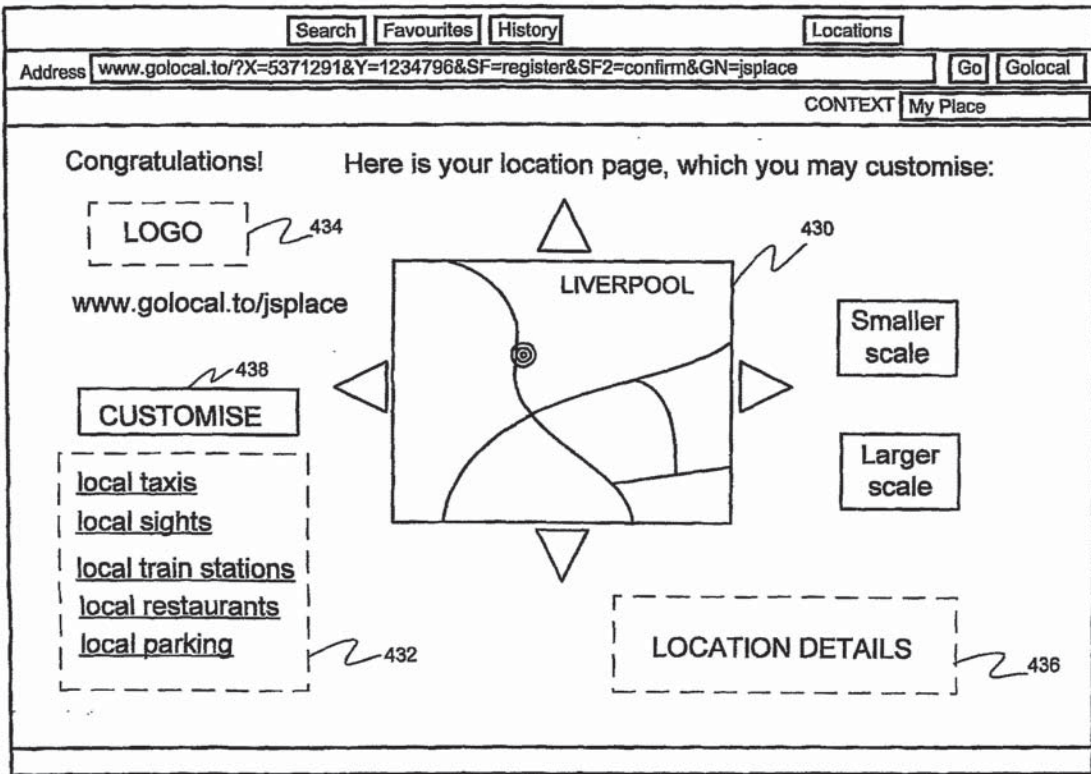 Search Favourites History Locations
Address www.golocal.to/?X=5371291&Y=1234796&SF=register&SF2=confirm&GN=jsplace Go Golocal
CONTEXT My Place
Congratulations! Here is your location page, which you may customise:
LOGO 434
430
LIVERPOOL
www.golocal.to/jsplace
Smaller
scale
438
CUSTOMISE
Larger
scale
local taxis
local sights
local train stations
local restaurants
local parking
432
LOCATION DETAILS
436